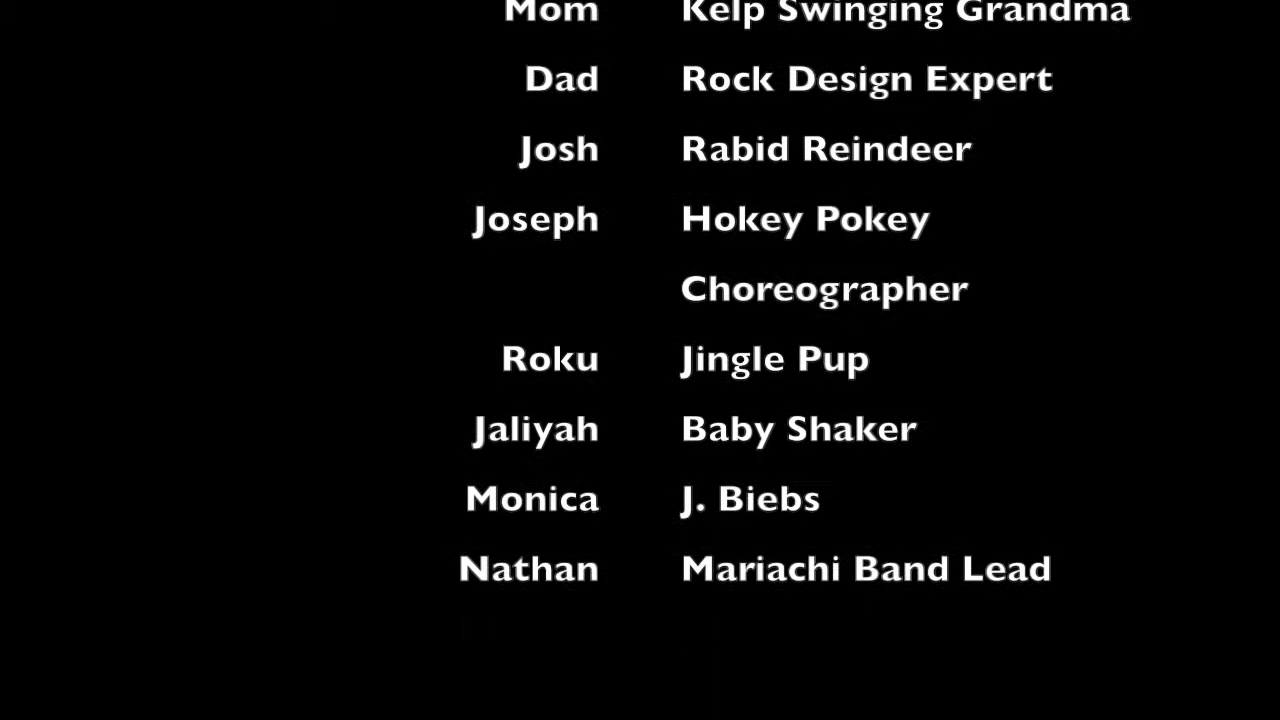 Mom Kelp Swinging Grandma
Dad Rock Design Expert
Josh Rabid Reindeer
Joseph Hokey Pokey
Choreographer
Roku Jingle Pup
Jaliyah Baby Shaker
Monica J. Biebs
Nathan Mariachi Band Lead